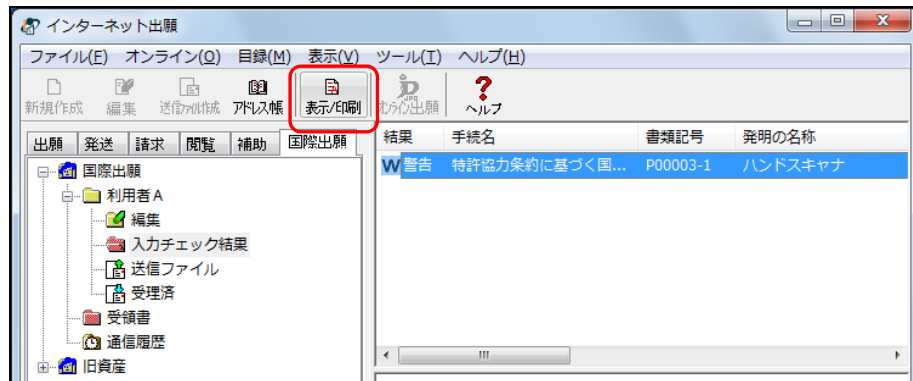 インターネット出願
ファイル(F) オンライン(O) 目録(M) 表示(V) ツール(T) ヘルプ(H)
新規作成 編集 送信ファイル作成 アドレス帳 表示/印刷 オンライン出願 ヘルプ
出願 発送 請求 閲覧 補助 国際出願
結果 手続名 書類記号 発明の名称
W 警告 特許協力条約に基づく国... P00003-1 ハンドスキャナ
国際出願
利用者A
編集
入力チェック結果
送信ファイル
受理済
受領書
通信履歴
旧資産